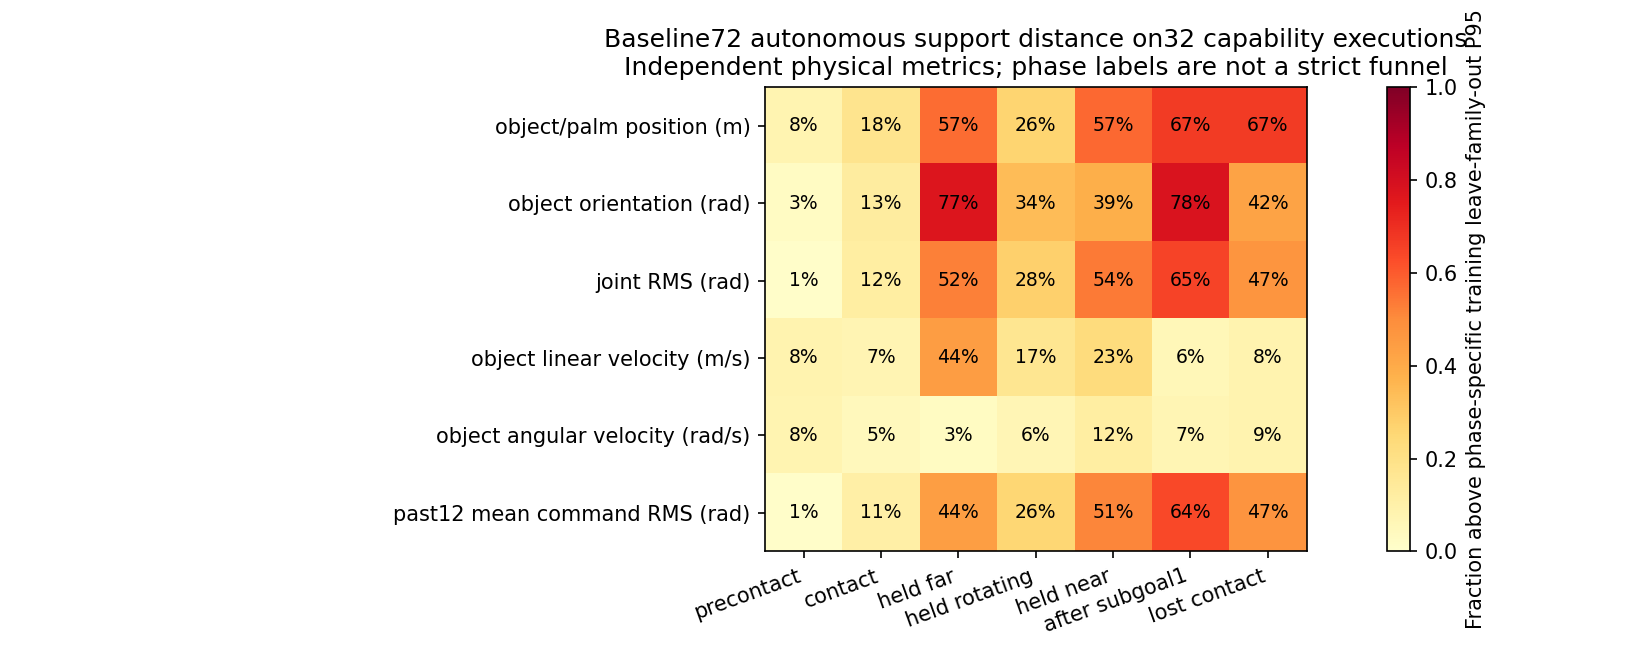 Baseline72 autonomous support distance on32 capability executions
Independent physical metrics; phase labels are not a strict funnel
object/palm position (m) 8% 18% 57% 26% 57% 67% 67%
object orientation (rad) 3% 13% 77% 34% 39% 78% 42%
joint RMS (rad) 1% 12% 52% 28% 54% 65% 47%
object linear velocity (m/s) 8% 7% 44% 17% 23% 6% 8%
object angular velocity (rad/s) 8% 5% 3% 6% 12% 7% 9%
past12 mean command RMS (rad) 1% 11% 44% 26% 51% 64% 47%
precontact
contact
held far
held rotating
held near
after subgoal1
lost contact
1.0
0.8
0.6
0.4
0.2
0.0
Fraction above phase-specific training leave-family-out P95